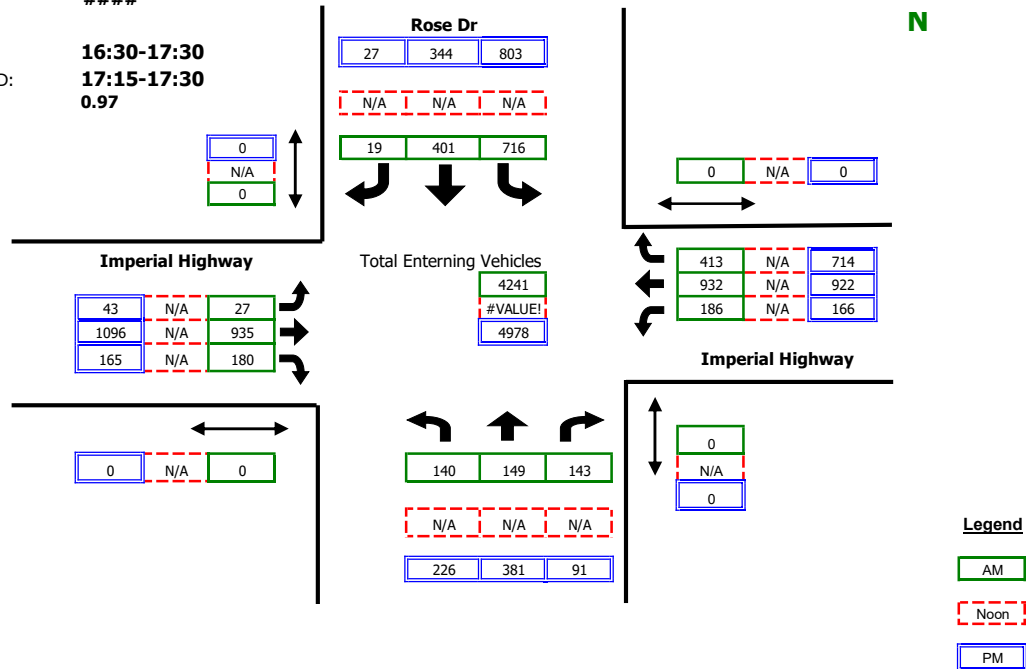 ####
Rose Dr
N
16:30-17:30
27 344 803
D: 17:15-17:30
0.97
N/A N/A N/A
0
19 401 716
N/A
0 N/A 0
0
Imperial Highway
Total Enterning Vehicles
413 N/A 714
4241
932 N/A 922
43 N/A 27
#VALUE!
186 N/A 166
1096 N/A 935
4978
165 N/A 180
Imperial Highway
0
0 N/A 0
140 149 143
N/A
0
N/A N/A N/A
Legend
226 381 91
AM
Noon
PM